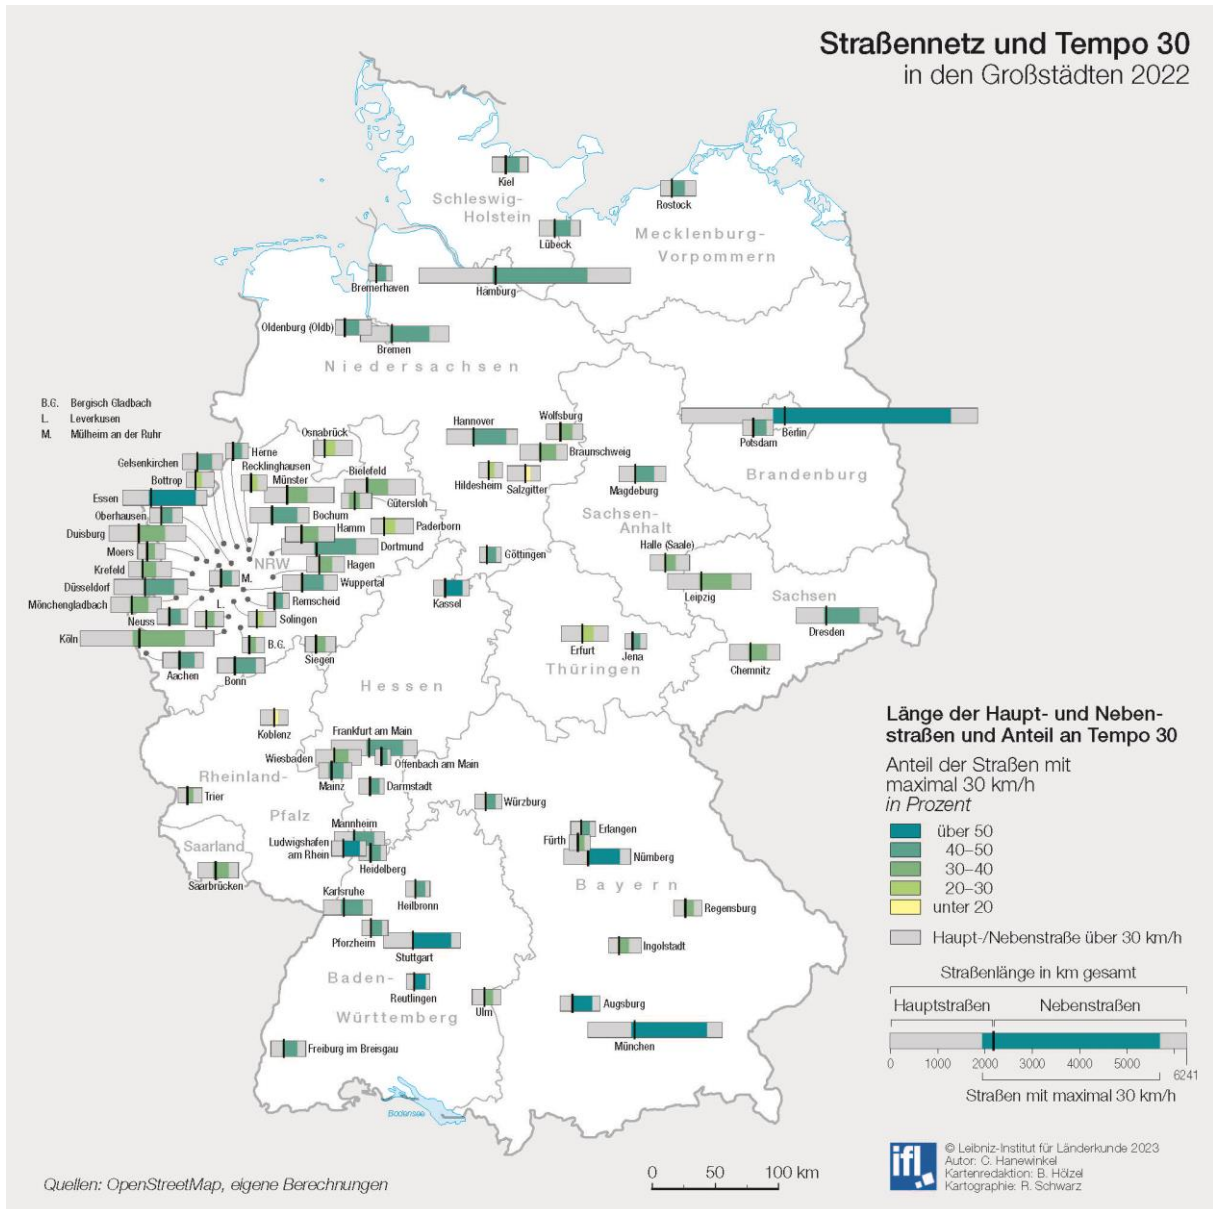 Straßennetz und Tempo 30
in den Großstädten 2022
Kiel
Schleswig-
Holstein
Rostock
Lübeck
Mecklenburg-
Vorpommern
Bremerhaven
Hamburg
Oldenburg (Oldb)
Bremen
Niedersachsen
B.G. Bergisch Gladbach
L. Leverkusen
M. Mülheim an der Ruhr
Hannover
Wolfsburg
Berlin
Potsdam
Osnabrück
Herne
Braunschweig
Gelsenkirchen
Recklinghausen
Bielefeld
Brandenburg
Bottrop
Münster
Hildesheim
Salzgitter
Magdeburg
Essen
Gütersloh
Oberhausen
Bochum
Sachsen-
Anhalt
Duisburg
Hamm
Paderborn
Moers
Dortmund
Göttingen
Halle (Saale)
NRW
Krefeld
Hagen
M.
Düsseldorf
Wuppertal
Kassel
Leipzig
Sachsen
Mönchengladbach
L.
Remscheid
Neuss
Solingen
Dresden
Köln
B.G.
Siegen
Erfurt
Jena
Chemnitz
Aachen
Bonn
Thüringen
Hessen
Koblenz
Frankfurt am Main
Wiesbaden
Offenbach am Main
Rheinland-
Pfalz
Mainz
Darmstadt
Trier
Würzburg
Mannheim
Erlangen
Saarland
Ludwigshafen
am Rhein
Fürth
Nürnberg
Saarbrücken
Heidelberg
Bayern
Karlsruhe
Heilbronn
Regensburg
Pforzheim
Ingolstadt
Stuttgart
Baden-
Württemberg
Reutlingen
Ulm
Augsburg
München
Freiburg im Breisgau
Bodensee
Länge der Haupt- und Neben-
straßen und Anteil an Tempo 30
Anteil der Straßen mit
maximal 30 km/h
in Prozent
über 50
40–50
30–40
20–30
unter 20
Haupt-/Nebenstraße über 30 km/h
Straßenlänge in km gesamt
Hauptstraßen Nebenstraßen
0 1000 2000 3000 4000 5000
6241
Straßen mit maximal 30 km/h
0 50 100 km
Quellen: OpenStreetMap, eigene Berechnungen
ifl
© Leibniz-Institut für Länderkunde 2023
Autor: C. Hanewinkel
Kartenredaktion: B. Hölzel
Kartographie: R. Schwarz